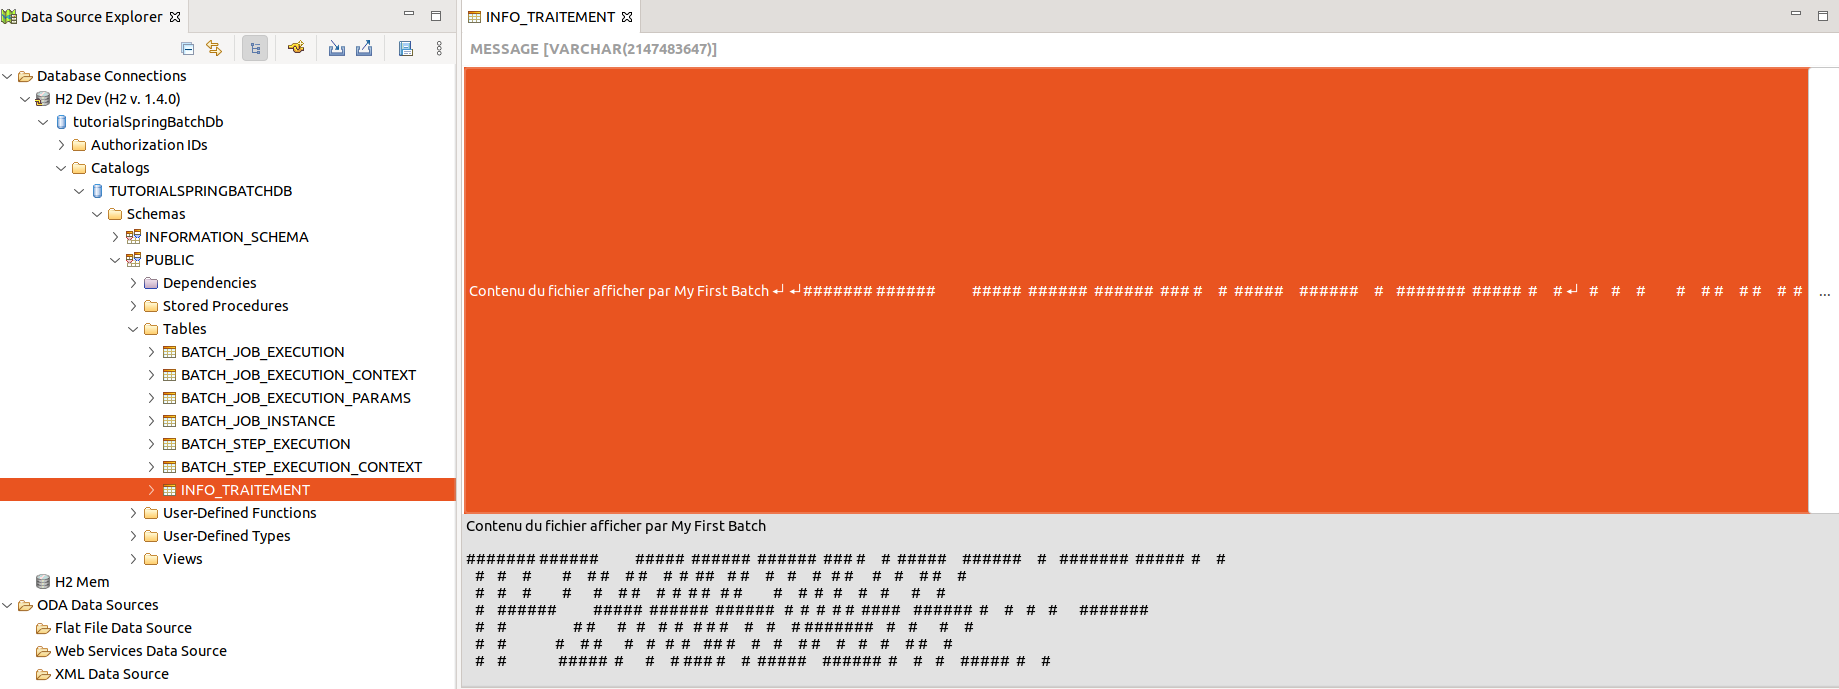 Data Source Explorer
Database Connections
H2 Dev (H2 v. 1.4.0)
tutorialSpringBatchDb
Authorization IDs
Catalogs
TUTORIALSPRINGBATCHDB
Schemas
INFORMATION_SCHEMA
PUBLIC
Dependencies
Stored Procedures
Tables
BATCH_JOB_EXECUTION
BATCH_JOB_EXECUTION_CONTEXT
BATCH_JOB_EXECUTION_PARAMS
BATCH_JOB_INSTANCE
BATCH_STEP_EXECUTION
BATCH_STEP_EXECUTION_CONTEXT
INFO_TRAITEMENT
User-Defined Functions
User-Defined Types
Views
H2 Mem
ODA Data Sources
Flat File Data Source
Web Services Data Source
XML Data Source
INFO_TRAITEMENT
MESSAGE [VARCHAR(2147483647)]
Contenu du fichier afficher par My First Batch ↵ ↵####### ######     ##### ###### ###### ### #  # #####  ######  #  ####### ##### #  # ↵  #  #  #    #  # #  # #  # # ...
Contenu du fichier afficher par My First Batch
####### ######     ##### ###### ###### ### #  # #####  ######  #  ####### ##### #  #
#  #  #    #  # #  # #  # # ## # #  #  #  # # #  # #  # #  #
#  #  #    #  #  # ##  # # # # # #    #  # # #  #  #   #  #
#  ######     ##### ###### ###### # # # # # ####  ###### #  #  # #   #######
#  #        # #  # # # # # # #  #  #  # #######  # #   #  #
#  #      #  # #  #  # # #  ###  #  #  # #  # # #  # #  #
#  #      ##### #  #  # #### #  # #####  ###### #  #  #  ##### #  #